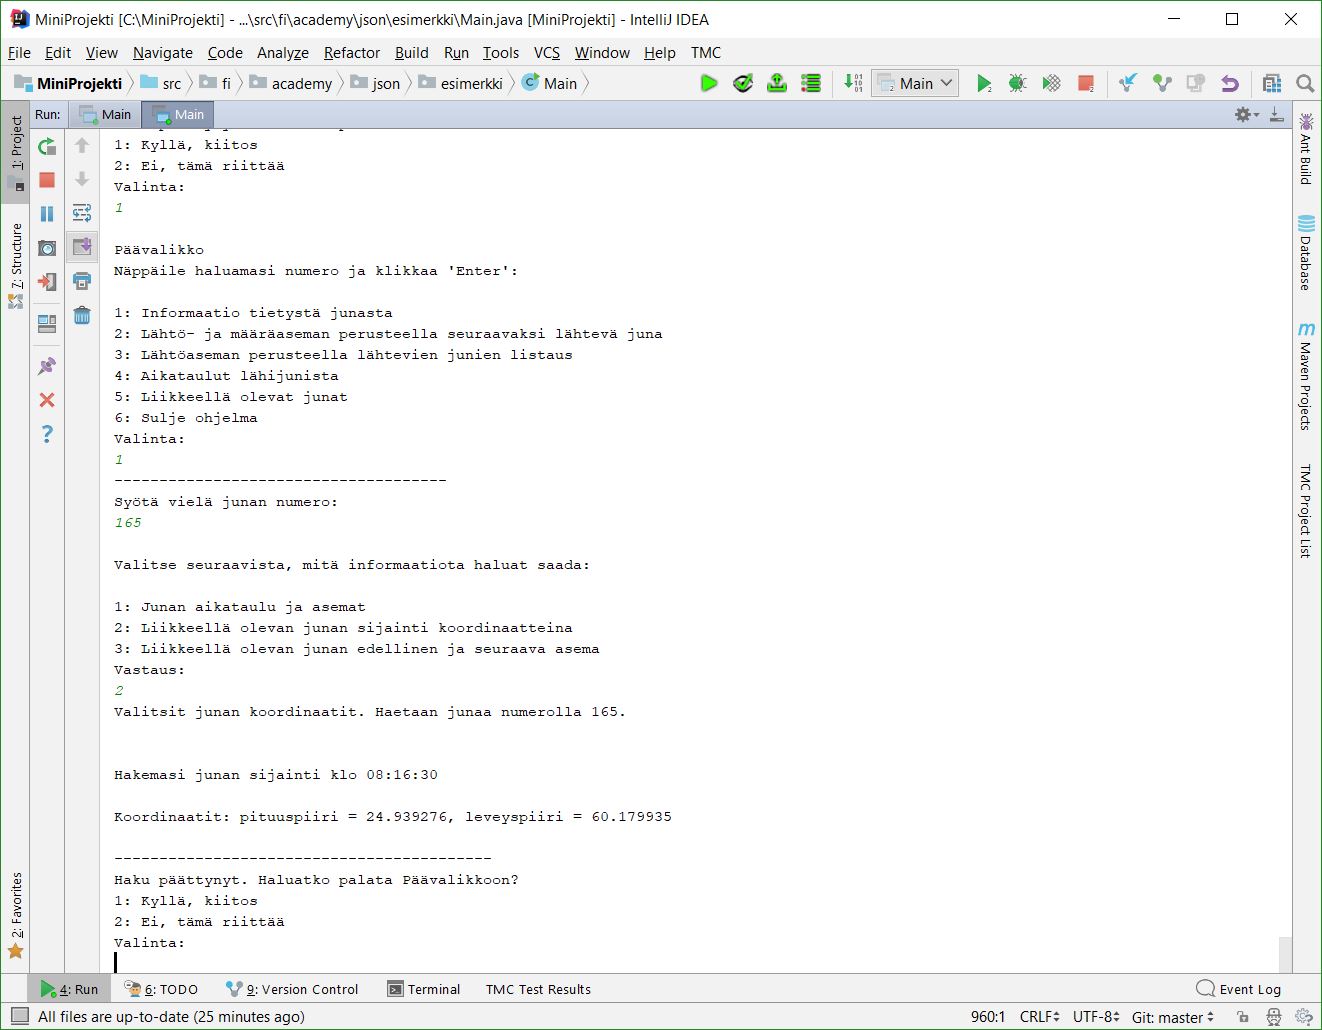 MiniProjekti [C:\MiniProjekti] - ...\src\fi\academy\json\esimerkki\Main.java [MiniProjekti] - IntelliJ IDEA
File Edit View Navigate Code Analyze Refactor Build Run Tools VCS Window Help TMC
MiniProjekti src fi academy json esimerkki Main Main
Run: Main Main
1: Project
7: Structure
2: Favorites
1: Kyllä, kiitos
2: Ei, tämä riittää
Valinta:
1
Päävalikko
Näppäile haluamasi numero ja klikkaa 'Enter':
1: Informaatio tietystä junasta
2: Lähtö- ja määräaseman perusteella seuraavaksi lähtevä juna
3: Lähtöaseman perusteella lähtevien junien listaus
4: Aikataulut lähijunista
5: Liikkeellä olevat junat
6: Sulje ohjelma
Valinta:
1
-------------------------------------
Syötä vielä junan numero:
165
Valitse seuraavista, mitä informaatiota haluat saada:
1: Junan aikataulu ja asemat
2: Liikkeellä olevan junan sijainti koordinaatteina
3: Liikkeellä olevan junan edellinen ja seuraava asema
Vastaus:
2
Valitsit junan koordinaatit. Haetaan junaa numerolla 165.
Hakemasi junan sijainti klo 08:16:30
Koordinaatit: pituuspiiri = 24.939276, leveyspiiri = 60.179935
------------------------------------------
Haku päättynyt. Haluatko palata Päävalikkoon?
1: Kyllä, kiitos
2: Ei, tämä riittää
Valinta:
Ant Build
Database
Maven Projects
TMC Project List
4: Run 6: TODO 9: Version Control Terminal TMC Test Results Event Log
All files are up-to-date (25 minutes ago) 960:1 CRLF UTF-8 Git: master